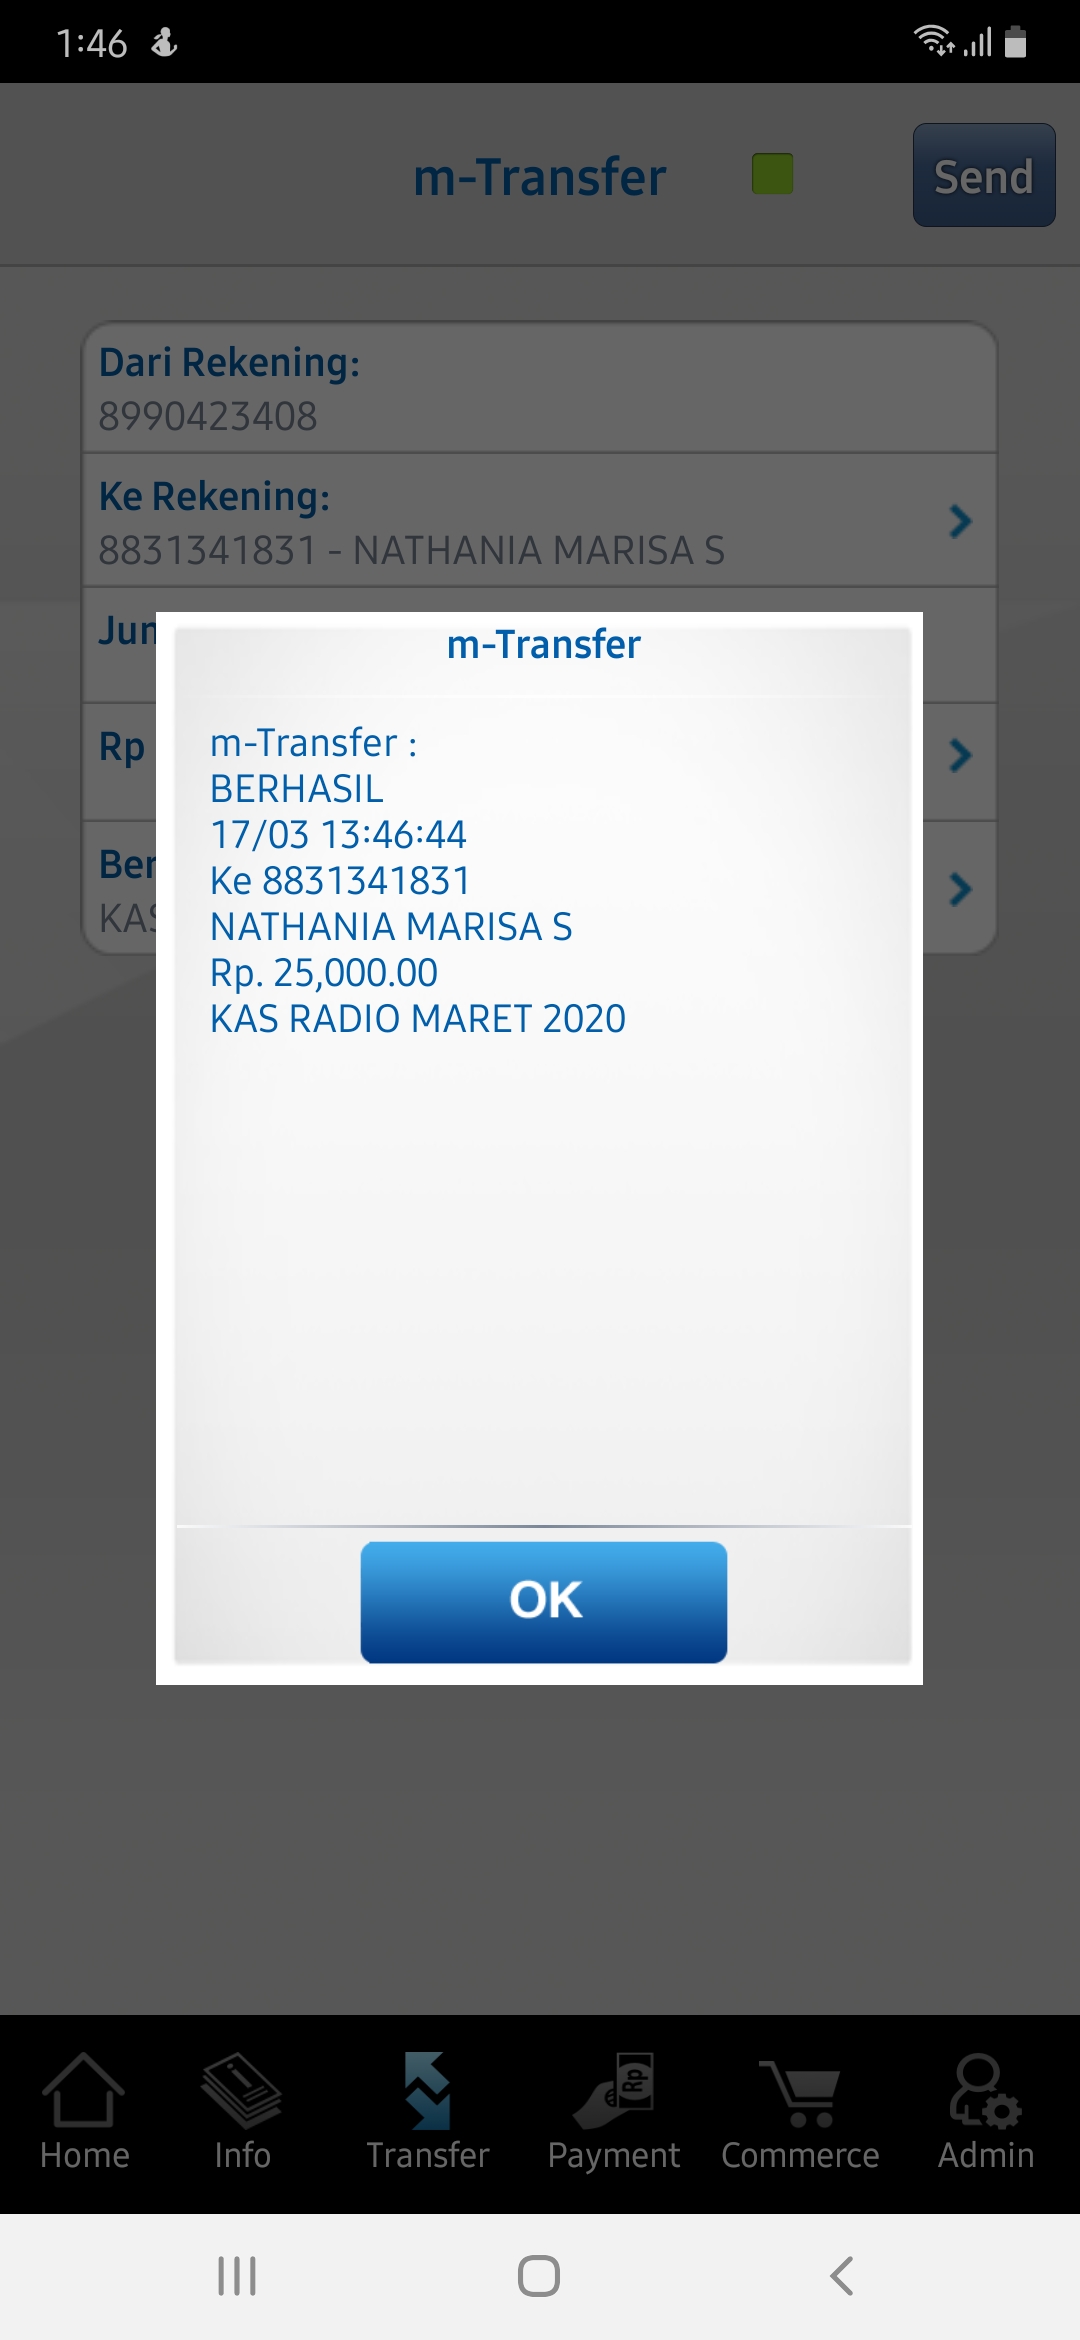 1:46
m-Transfer
Send
Dari Rekening:
8990423408
Ke Rekening:
8831341831 - NATHANIA MARISA S
Jun
Rp
Ber
KAS
m-Transfer
m-Transfer :
BERHASIL
17/03 13:46:44
Ke 8831341831
NATHANIA MARISA S
Rp. 25,000.00
KAS RADIO MARET 2020
OK
Rp
Home Info Transfer Payment Commerce Admin